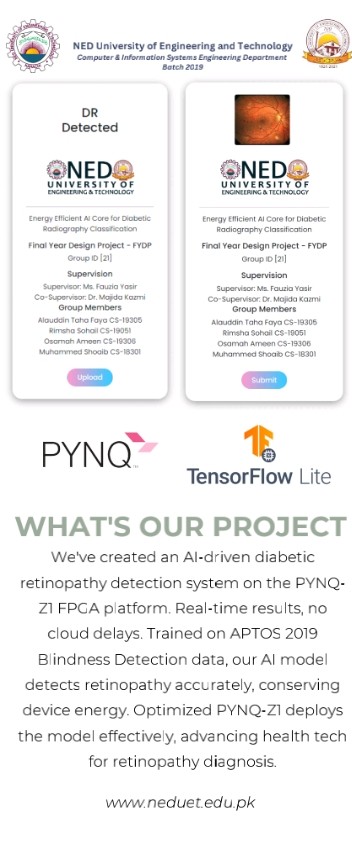 NED University of Engineering and Technology
Computer & Information Systems Engineering Department
Batch 2019
DR
Detected
NED
UNIVERSITY OF
ENGINEERING & TECHNOLOGY
Energy Efficient AI Core for Diabetic
Radiography Classification
Final Year Design Project - FYDP
Group ID [21]
Supervision
Supervisor: Ms. Fauzia Yasir
Co-Supervisor: Dr. Majida Kazmi
Group Members
Alauddin Taha Faya CS-19305
Rimsha Sohail CS-19051
Osamah Ameen CS-19306
Muhammed Shoaib CS-18301
Upload
NED
UNIVERSITY OF
ENGINEERING & TECHNOLOGY
Energy Efficient AI Core for Diabetic
Radiography Classification
Final Year Design Project - FYDP
Group ID [21]
Supervision
Supervisor: Ms. Fauzia Yasir
Co-Supervisor: Dr. Majida Kazmi
Group Members
Alauddin Taha Faya CS-19305
Rimsha Sohail CS-19051
Osamah Ameen CS-19306
Muhammed Shoaib CS-18301
Submit
PYNQ
TensorFlow Lite
WHAT'S OUR PROJECT
We've created an AI-driven diabetic
retinopathy detection system on the PYNQ-
Z1 FPGA platform. Real-time results, no
cloud delays. Trained on APTOS 2019
Blindness Detection data, our AI model
detects retinopathy accurately, conserving
device energy. Optimized PYNQ-Z1 deploys
the model effectively, advancing health tech
for retinopathy diagnosis.
www.neduet.edu.pk